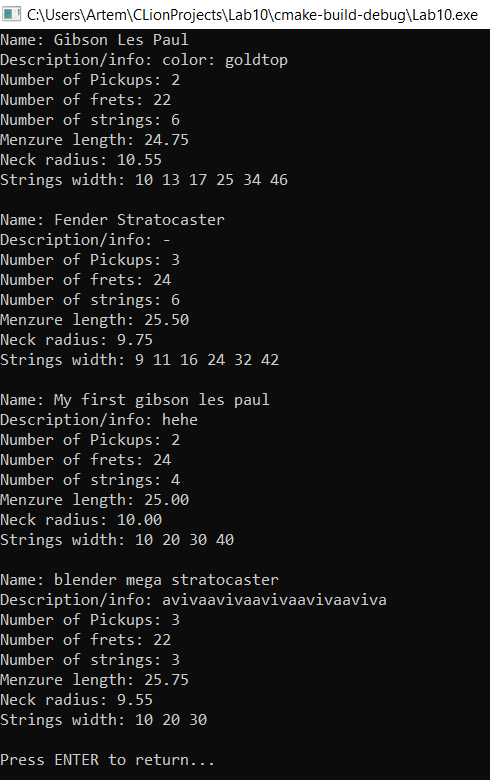 C:\Users\Artem\CLionProjects\Lab10\cmake-build-debug\Lab10.exe
Name: Gibson Les Paul
Description/info: color: goldtop
Number of Pickups: 2
Number of frets: 22
Number of strings: 6
Menzure length: 24.75
Neck radius: 10.55
Strings width: 10 13 17 25 34 46
Name: Fender Stratocaster
Description/info: -
Number of Pickups: 3
Number of frets: 24
Number of strings: 6
Menzure length: 25.50
Neck radius: 9.75
Strings width: 9 11 16 24 32 42
Name: My first gibson les paul
Description/info: hehe
Number of Pickups: 2
Number of frets: 24
Number of strings: 4
Menzure length: 25.00
Neck radius: 10.00
Strings width: 10 20 30 40
Name: blender mega stratocaster
Description/info: avivaavivaavivaavivaaviva
Number of Pickups: 3
Number of frets: 22
Number of strings: 3
Menzure length: 25.75
Neck radius: 9.55
Strings width: 10 20 30
Press ENTER to return...